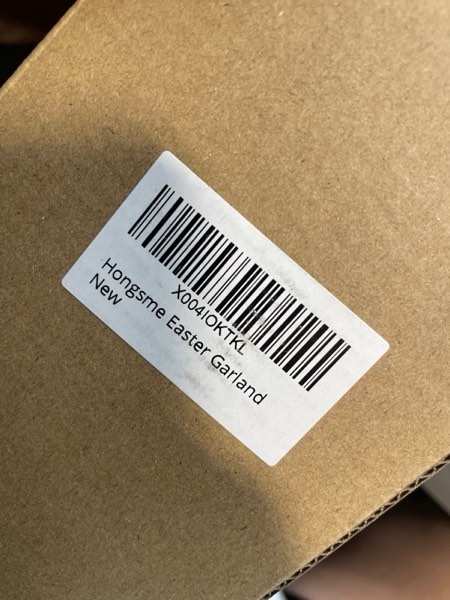 X004IOKTKL
Hongsme Easter Garland
New